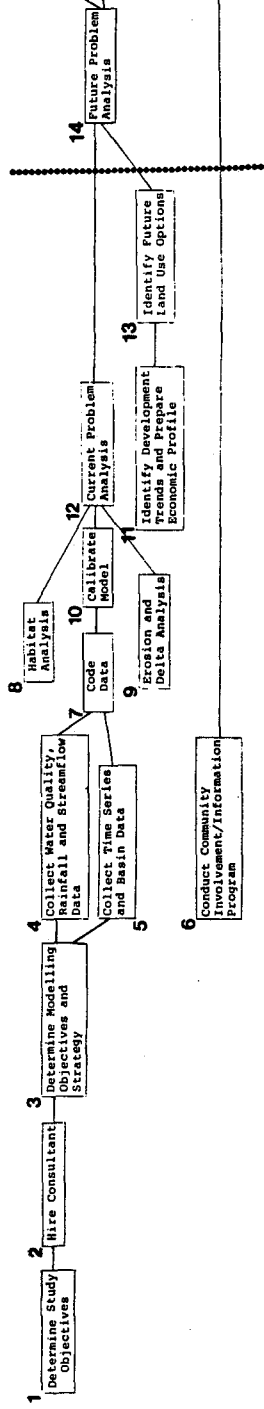 1
Determine Study
Objectives
2
Hire Consultant
3
Determine Modelling
Objectives and
Strategy
4
Collect Water Quality,
Rainfall and Streamflow
Data
5
Collect Time Series
and Basin Data
6
Conduct Community
Involvement/Information
Program
7
Code
Data
8
Habitat
Analysis
9
Erosion and
Delta Analysis
10
Calibrate
Model
11
Identify Development
Trends and Prepare
Economic Profile
12
Current Problem
Analysis
13
Identify Future
Land Use Options
14
Future Problem
Analysis